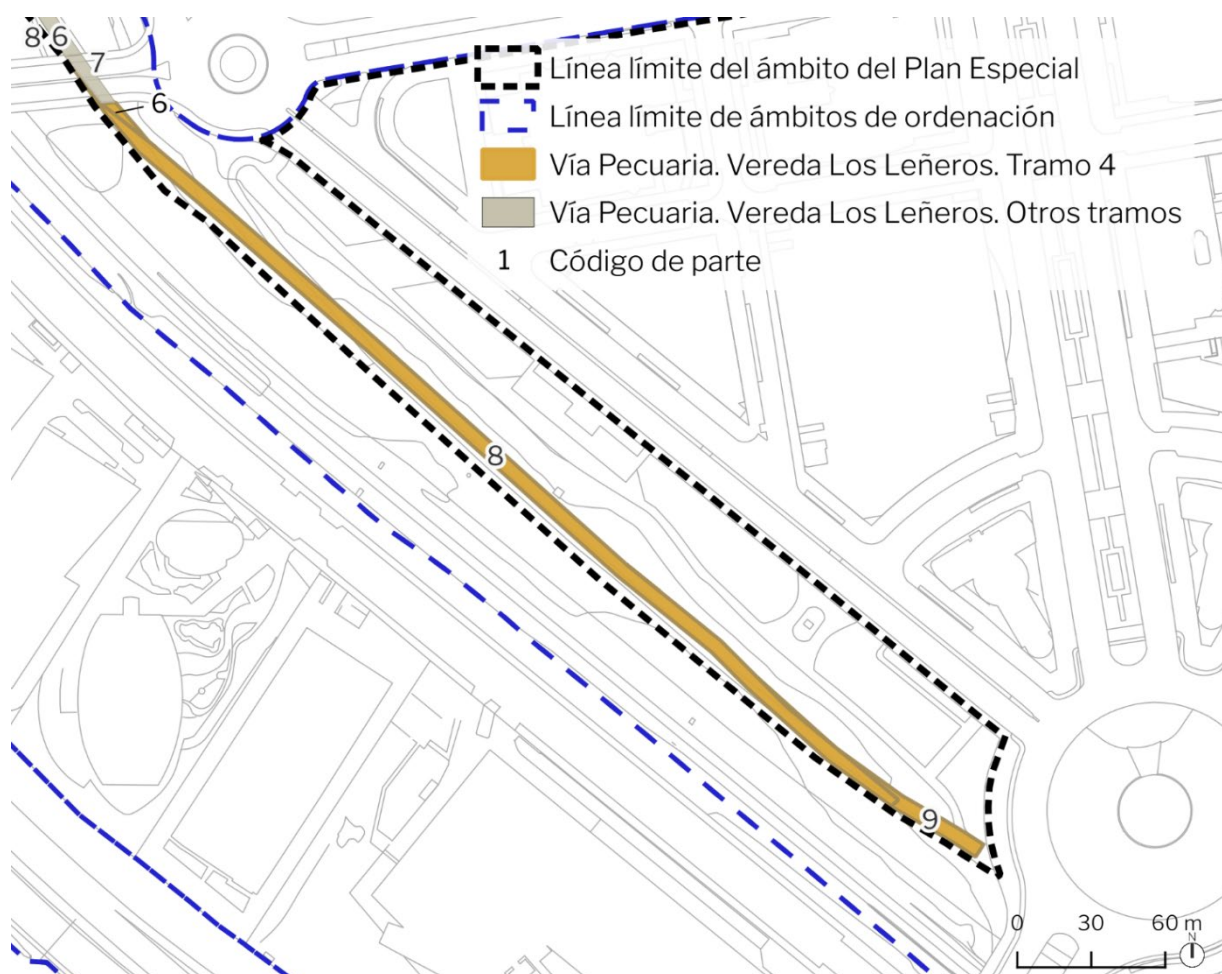 8 6
7
6
Línea límite del ámbito del Plan Especial
Línea límite de ámbitos de ordenación
Vía Pecuaria. Vereda Los Leñeros. Tramo 4
Vía Pecuaria. Vereda Los Leñeros. Otros tramos
1 Código de parte
8
9
0 30 60 m
N